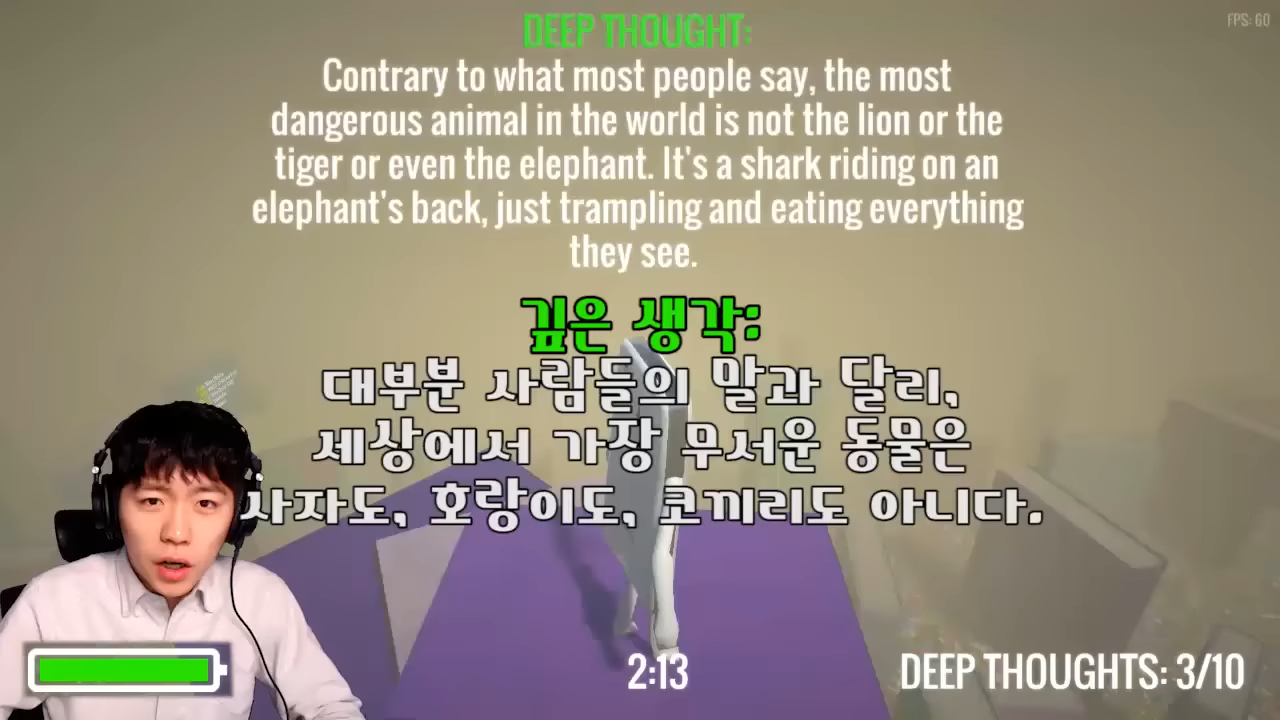 FPS: 60
DEEP THOUGHT:
Contrary to what most people say, the most
dangerous animal in the world is not the lion or the
tiger or even the elephant. It's a shark riding on an
elephant's back, just trampling and eating everything
they see.
깊은 생각:
대부분 사람들의 말과 달리,
세상에서 가장 무서운 동물은
사자도, 호랑이도, 코끼리도 아니다.
2:13
DEEP THOUGHTS: 3/10